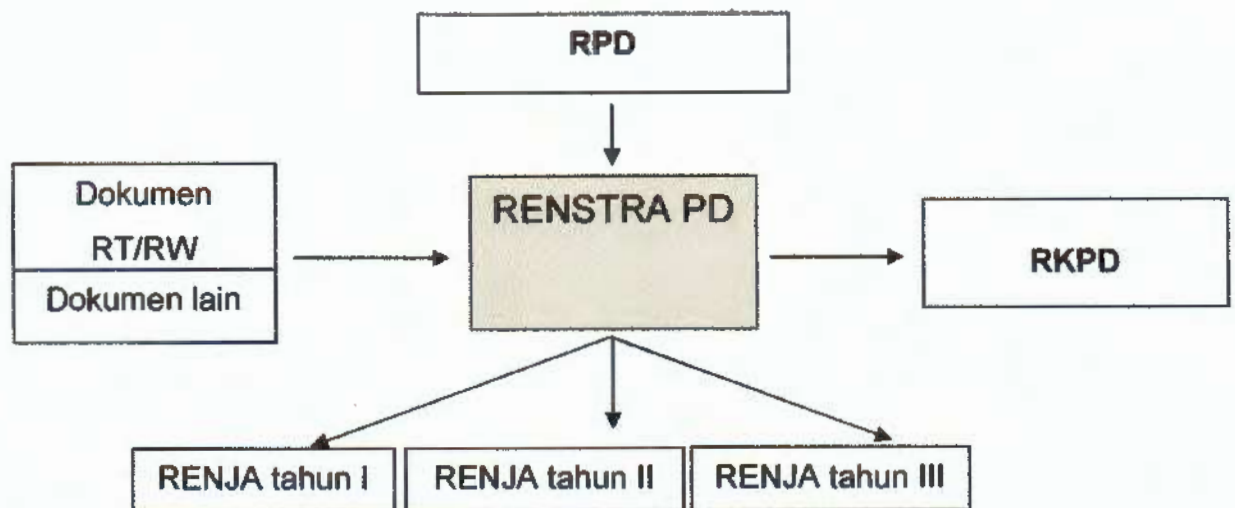 RPD
Dokumen
RT/RW
Dokumen lain
RENSTRA PD
RKPD
RENJA tahun I
RENJA tahun II
RENJA tahun III